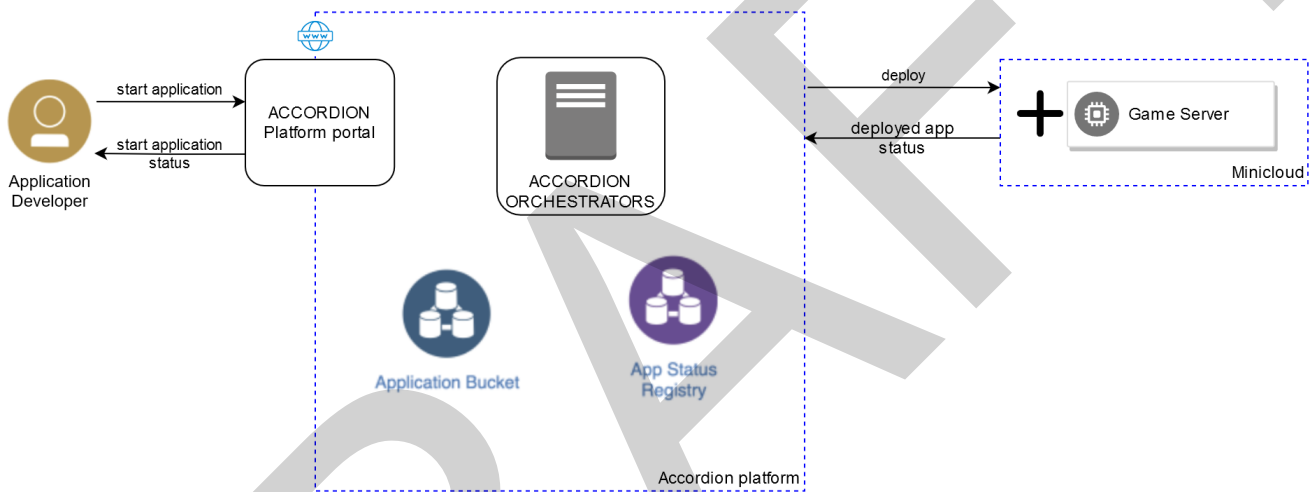 WWW
start application
ACCORDION
Platform portal
start application
status
Application
Developer
ACCORDION
ORCHESTRATORS
deploy
deployed app
status
Game Server
Minicloud
Application Bucket
App Status
Registry
Accordion platform